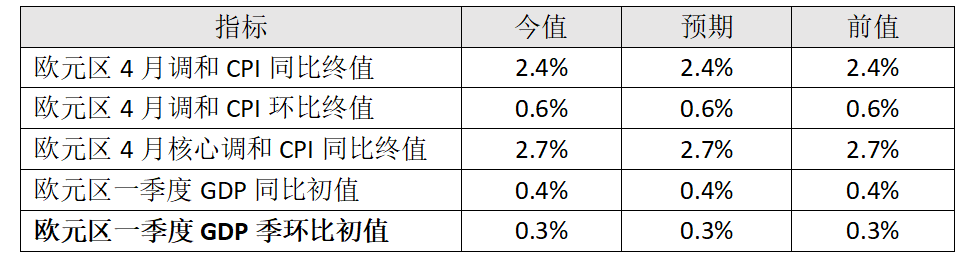 指标 今值 预期 前值
欧元区 4 月调和 CPI 同比终值 2.4% 2.4% 2.4%
欧元区 4 月调和 CPI 环比终值 0.6% 0.6% 0.6%
欧元区 4 月核心调和 CPI 同比终值 2.7% 2.7% 2.7%
欧元区一季度 GDP 同比初值 0.4% 0.4% 0.4%
欧元区一季度 GDP 季环比初值 0.3% 0.3% 0.3%